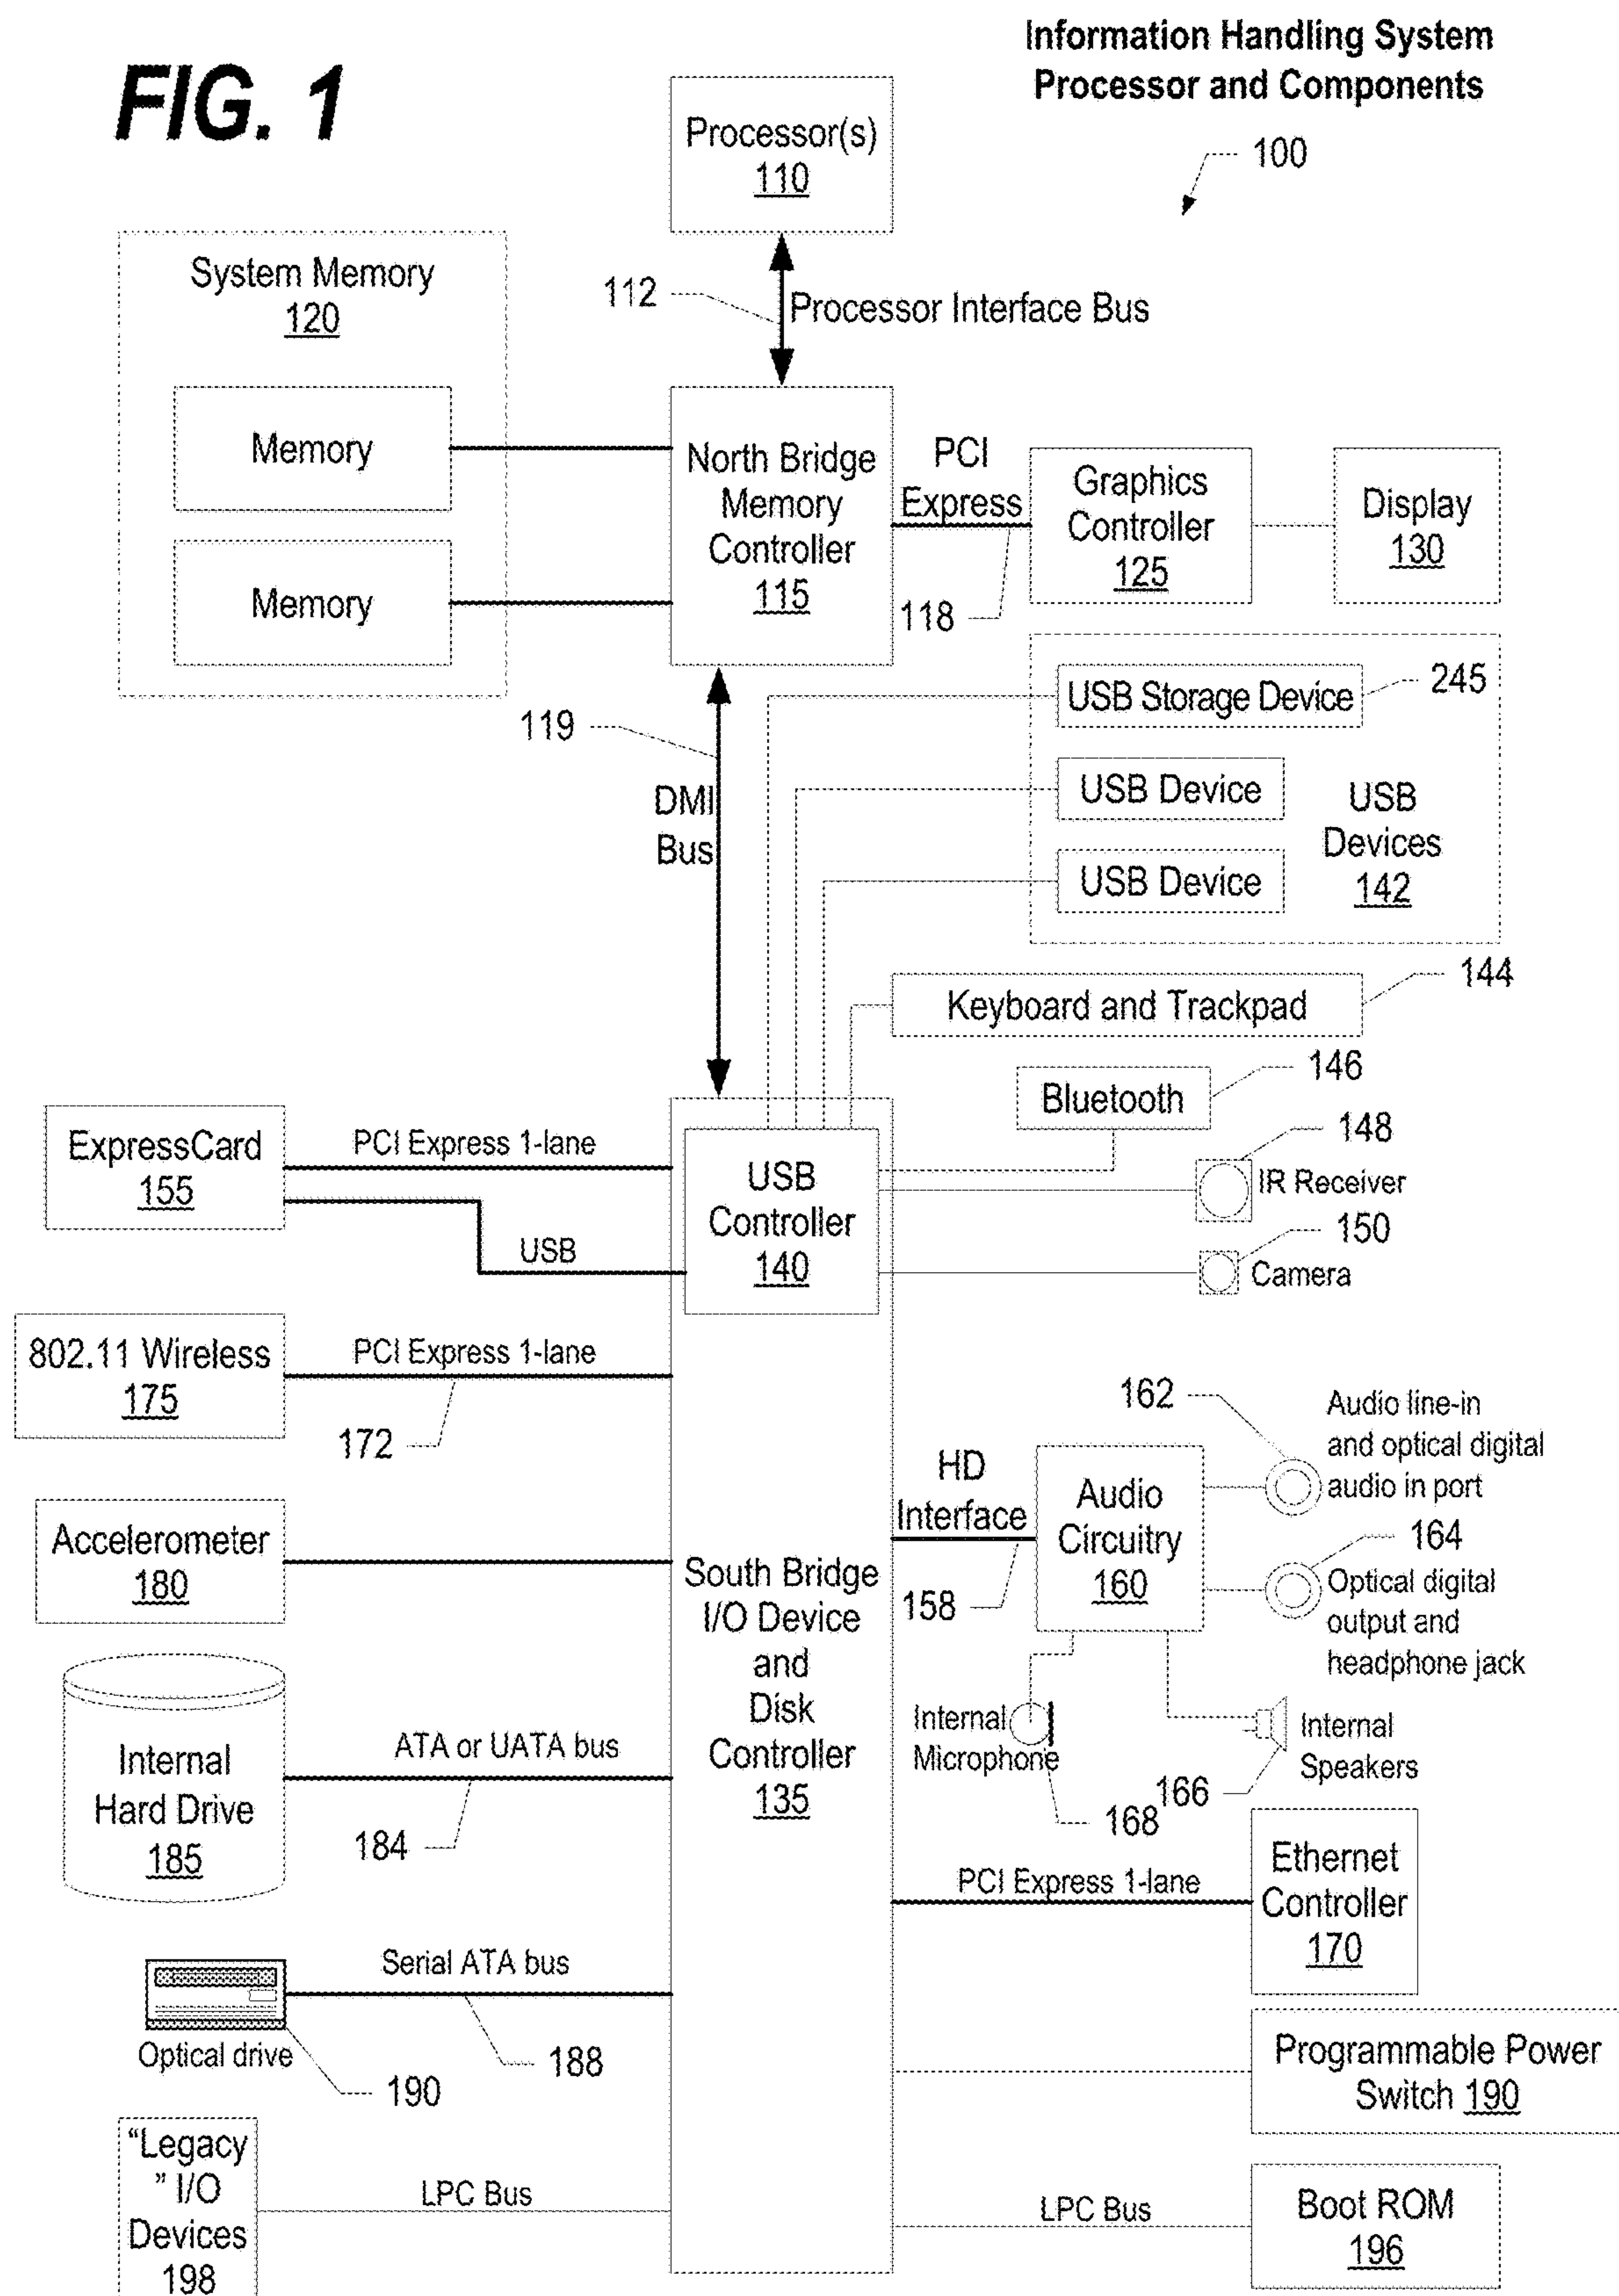 Information Handling System
Processor and Components
FIG. 1
100
Processor(s)
110
System Memory
120
112
Processor Interface Bus
Memory
Memory
North Bridge
Memory
Controller
115
PCI
Express
118
Graphics
Controller
125
Display
130
119
DMI
Bus
USB Storage Device
245
USB Device
USB Device
USB
Devices
142
Keyboard and Trackpad
144
Bluetooth
146
148
IR Receiver
150
Camera
ExpressCard
155
PCI Express 1-lane
USB
USB
Controller
140
802.11 Wireless
175
PCI Express 1-lane
172
162
Audio line-in
and optical digital
audio in port
HD
Interface
158
Audio
Circuitry
160
164
Optical digital
output and
headphone jack
Accelerometer
180
South Bridge
I/O Device
and
Disk
Controller
135
Internal
Microphone
168
166
Internal
Speakers
Internal
Hard Drive
185
ATA or UATA bus
184
PCI Express 1-lane
Ethernet
Controller
170
Serial ATA bus
188
Optical drive
190
Programmable Power
Switch 190
“Legacy
” I/O
Devices
198
LPC Bus
LPC Bus
Boot ROM
196